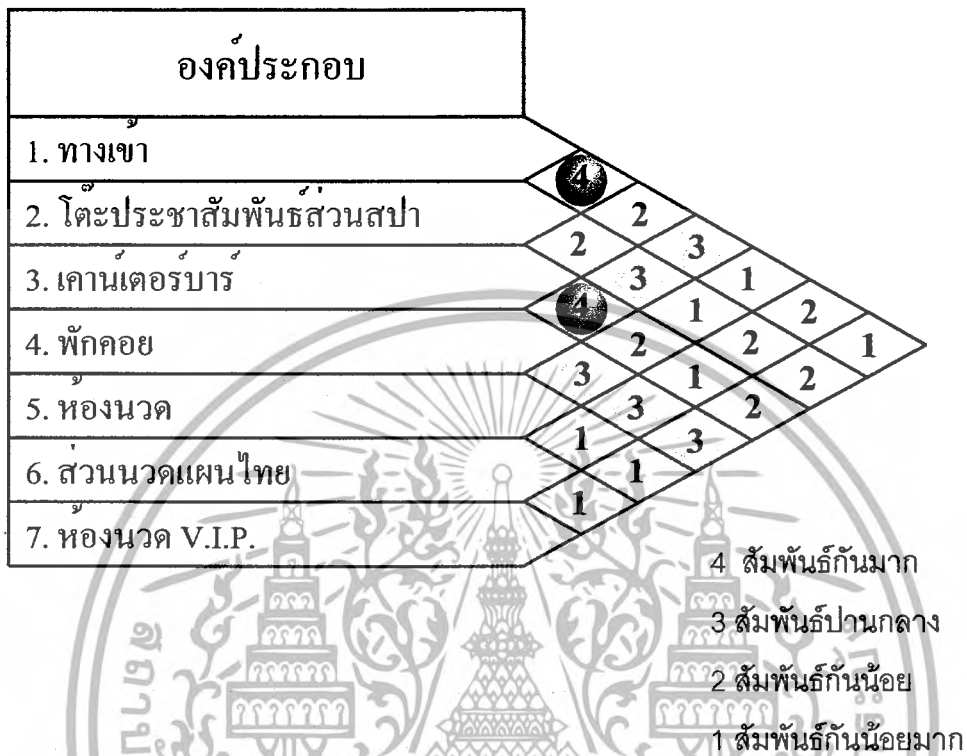 องค์ประกอบ
1. ทางเข้า
4
2. โต๊ะประชาสัมพันธ์ส่วนสปา 2
2 3
3. เคาน์เตอร์บาร์ 3 1
4 1 2
4. พักคอย 2 2 1
3 1 2
5. ห้องนวด 3 2
1 3
6. ส่วนนวดแผนไทย 1
1
7. ห้องนวด V.I.P.
4 สัมพันธ์กันมาก
3 สัมพันธ์ปานกลาง
2 สัมพันธ์กันน้อย
1 สัมพันธ์กันน้อยมาก